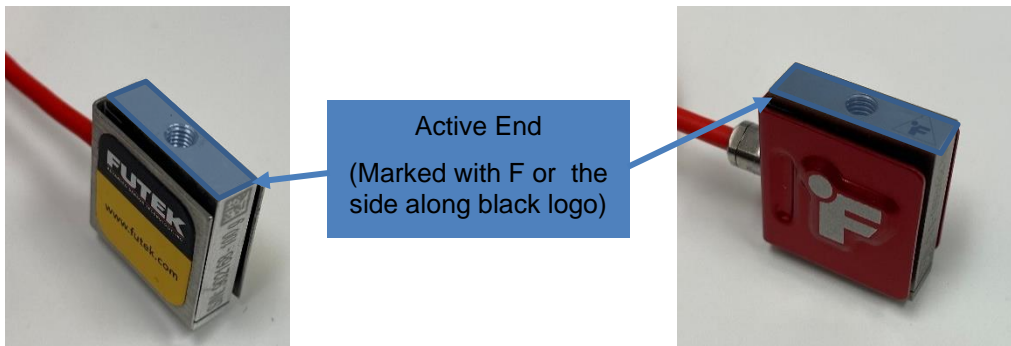 FUTEK
www.futek.com
Active End
(Marked with F or the
side along black logo)
F
F